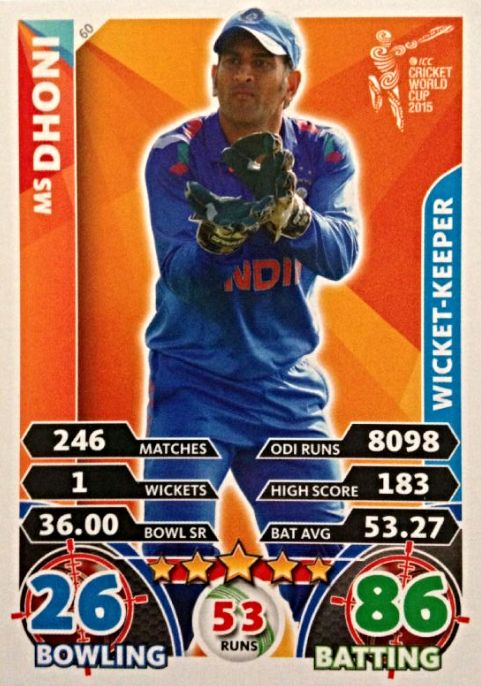 60
MS DHONI
ICC
CRICKET
WORLD
CUP
2015
WICKET-KEEPER
NDI
246 MATCHES
ODI RUNS 8098
1 WICKETS
HIGH SCORE 183
36.00 BOWL SR
BAT AVG 53.27
26
BOWLING
53
RUNS
86
BATTING